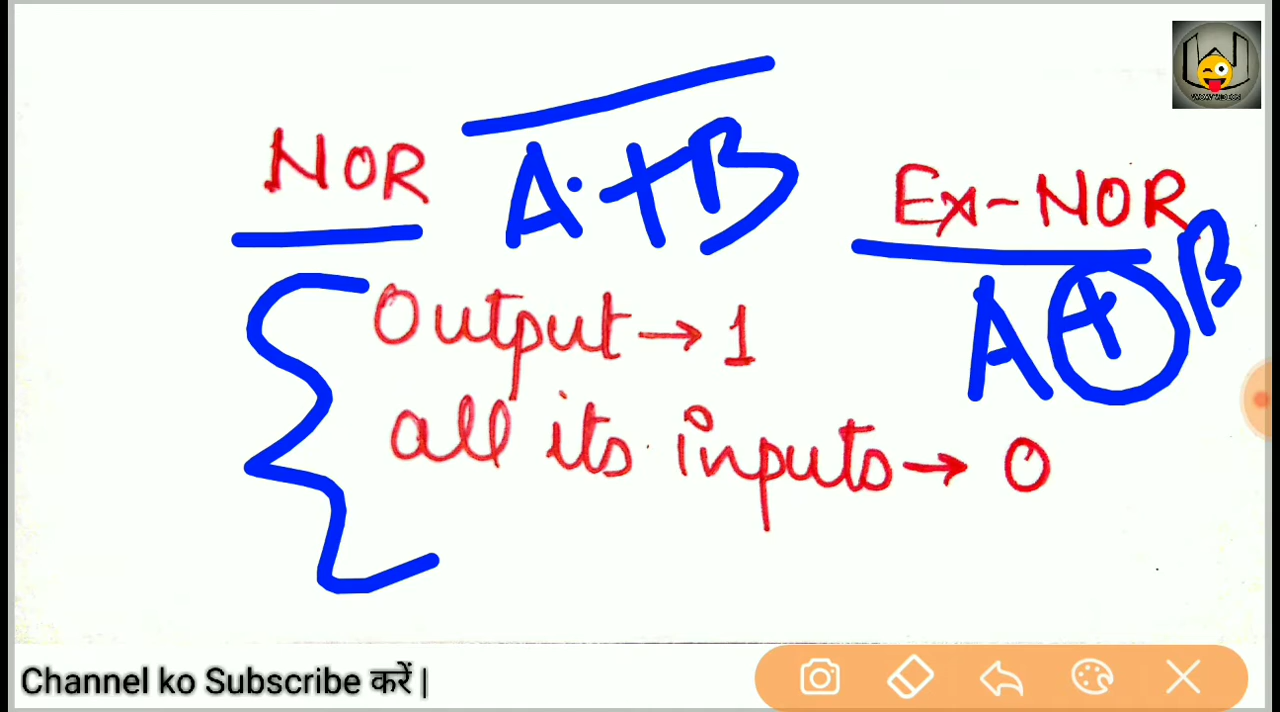 NOR A+B
Ex-NOR
A⊕B
Output→1
all its inputs→0
Channel ko Subscribe करें |